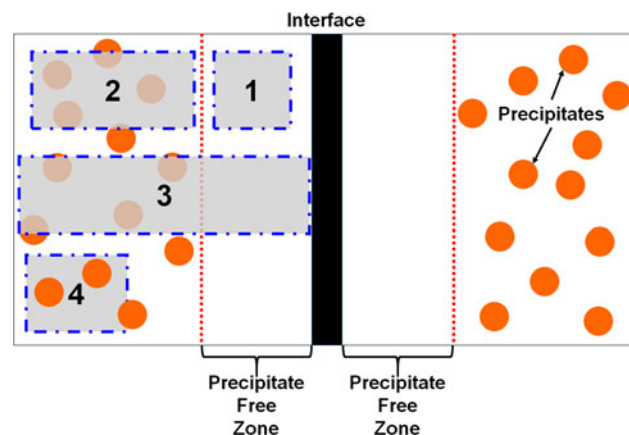 Interface
2
1
Precipitates
3
4
Precipitate
Free
Zone
Precipitate
Free
Zone